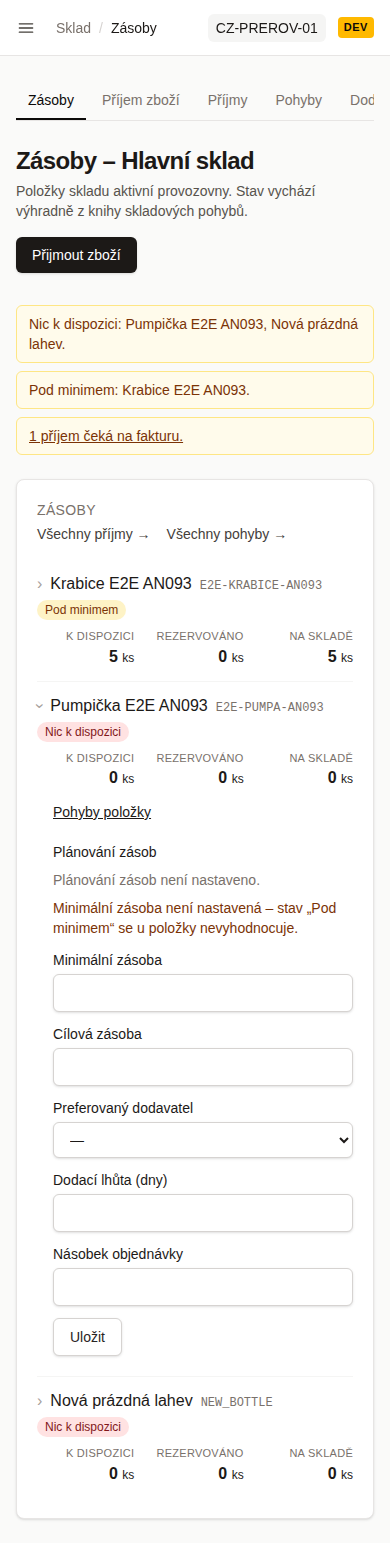 Sklad / Zásoby CZ-PREROV-01 DEV
Zásoby Příjem zboží Příjmy Pohyby Dod
Zásoby – Hlavní sklad
Položky skladu aktivní provozovny. Stav vychází
výhradně z knihy skladových pohybů.
Přijmout zboží
Nic k dispozici: Pumpička E2E AN093, Nová prázdná
lahev.
Pod minimem: Krabice E2E AN093.
1 příjem čeká na fakturu.
ZÁSOBY
Všechny příjmy → Všechny pohyby →
› Krabice E2E AN093 E2E-KRABICE-AN093
Pod minimem
K DISPOZICI REZERVOVÁNO NA SKLADĚ
5 ks 0 ks 5 ks
Pumpička E2E AN093 E2E-PUMPA-AN093
Nic k dispozici
K DISPOZICI REZERVOVÁNO NA SKLADĚ
0 ks 0 ks 0 ks
Pohyby položky
Plánování zásob
Plánování zásob není nastaveno.
Minimální zásoba není nastavená – stav „Pod
minimem“ se u položky nevyhodnocuje.
Minimální zásoba
Cílová zásoba
Preferovaný dodavatel
—
Dodací lhůta (dny)
Násobek objednávky
Uložit
› Nová prázdná lahev NEW_BOTTLE
Nic k dispozici
K DISPOZICI REZERVOVÁNO NA SKLADĚ
0 ks 0 ks 0 ks